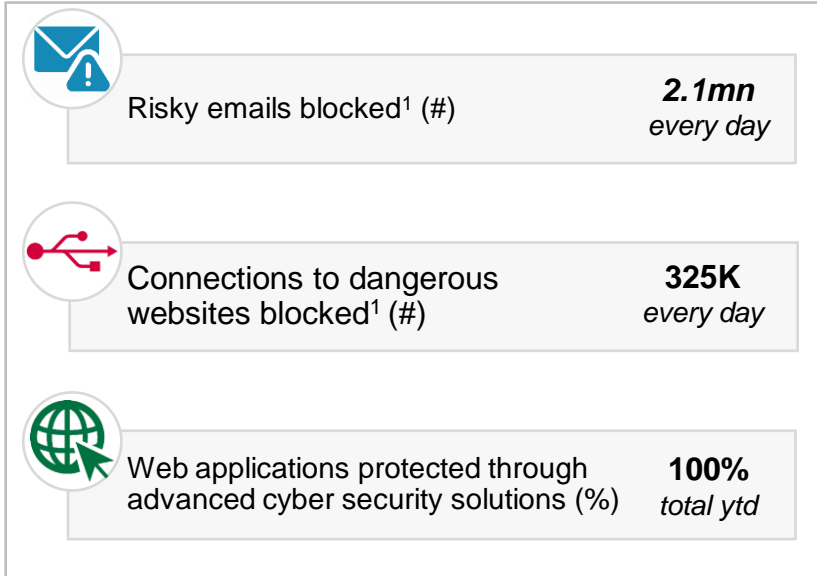 Risky emails blocked¹ (#)
2.1mn
every day
Connections to dangerous
websites blocked¹ (#)
325K
every day
Web applications protected through
advanced cyber security solutions (%)
100%
total ytd